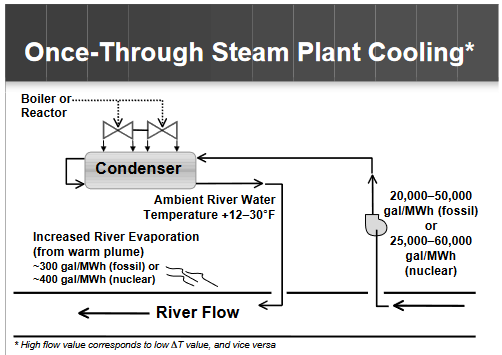 Once-Through Steam Plant Cooling*
Boiler or
Reactor
Condenser
Ambient River Water
Temperature +12–30°F
20,000–50,000
gal/MWh (fossil)
or
25,000–60,000
gal/MWh
(nuclear)
Increased River Evaporation
(from warm plume)
~300 gal/MWh (fossil) or
~400 gal/MWh (nuclear)
River Flow
* High flow value corresponds to low ΔT value, and vice versa